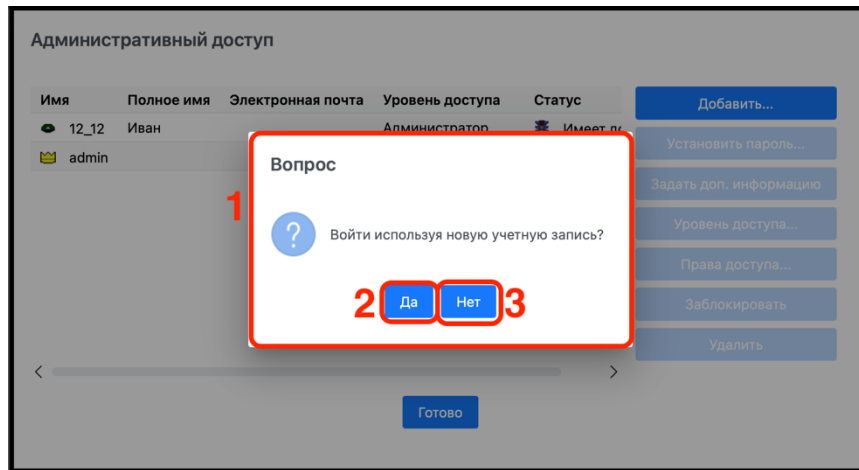 Административный доступ
Имя Полное имя Электронная почта Уровень доступа Статус
12_12 Иван Администратор Имеет
admin
Добавить...
Установить пароль...
Задать доп. информацию
Уровень доступа...
Права доступа...
Заблокировать
Удалить
1
Вопрос
?
Войти используя новую учетную запись?
2 Да Нет 3
Готово